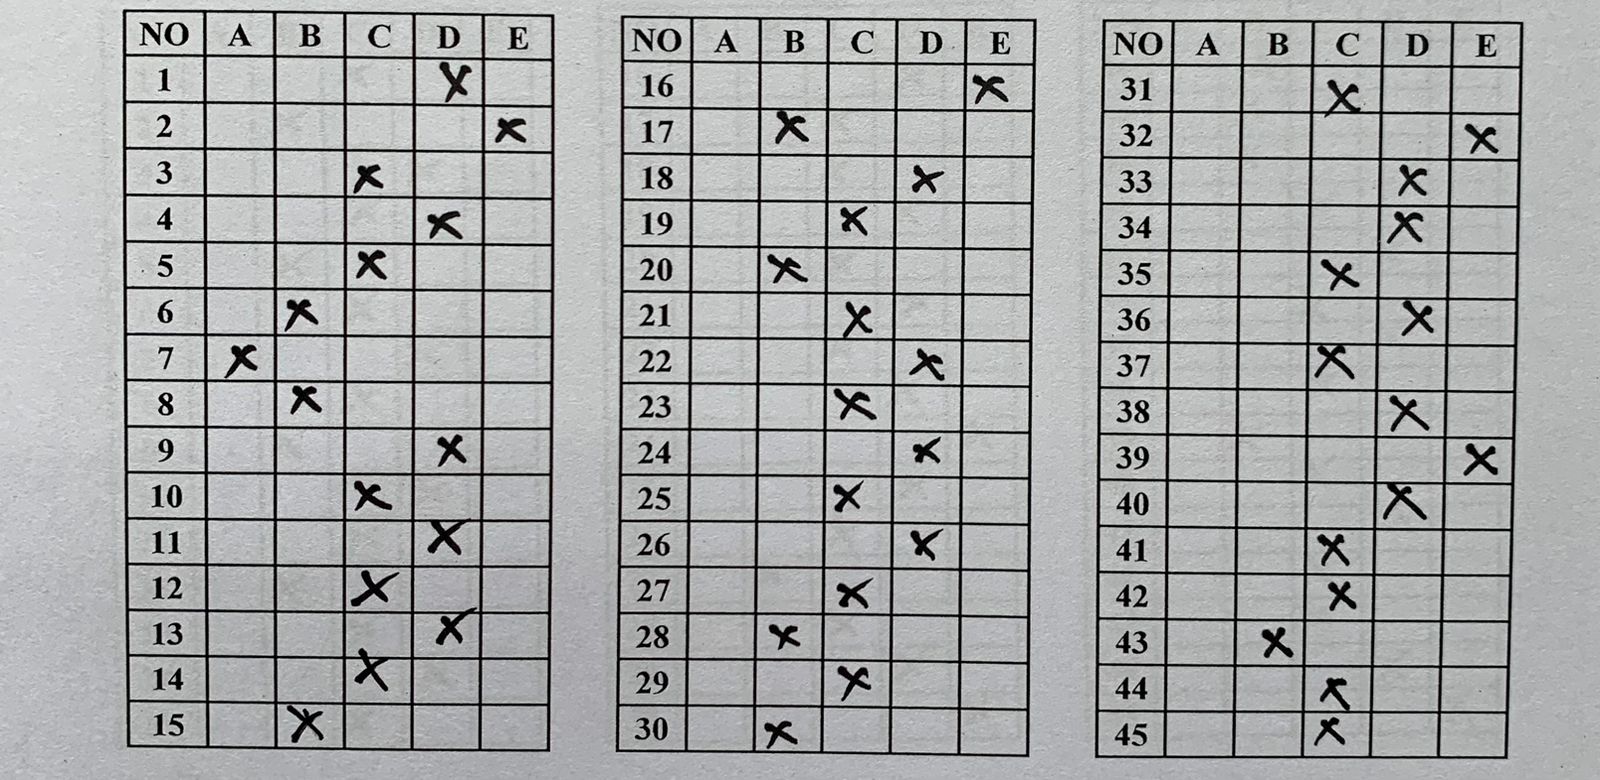 NO A B C D E
1 X
2 X
3 X
4 X
5 X
6 X
7 X
8 X
9 X
10 X
11 X
12 X
13 X
14 X
15 X
NO A B C D E
16 X
17 X
18 X
19 X
20 X
21 X
22 X
23 X
24 X
25 X
26 X
27 X
28 X
29 X
30 X
NO A B C D E
31 X
32 X
33 X
34 X
35 X
36 X
37 X
38 X
39 X
40 X
41 X
42 X
43 X
44 X
45 X